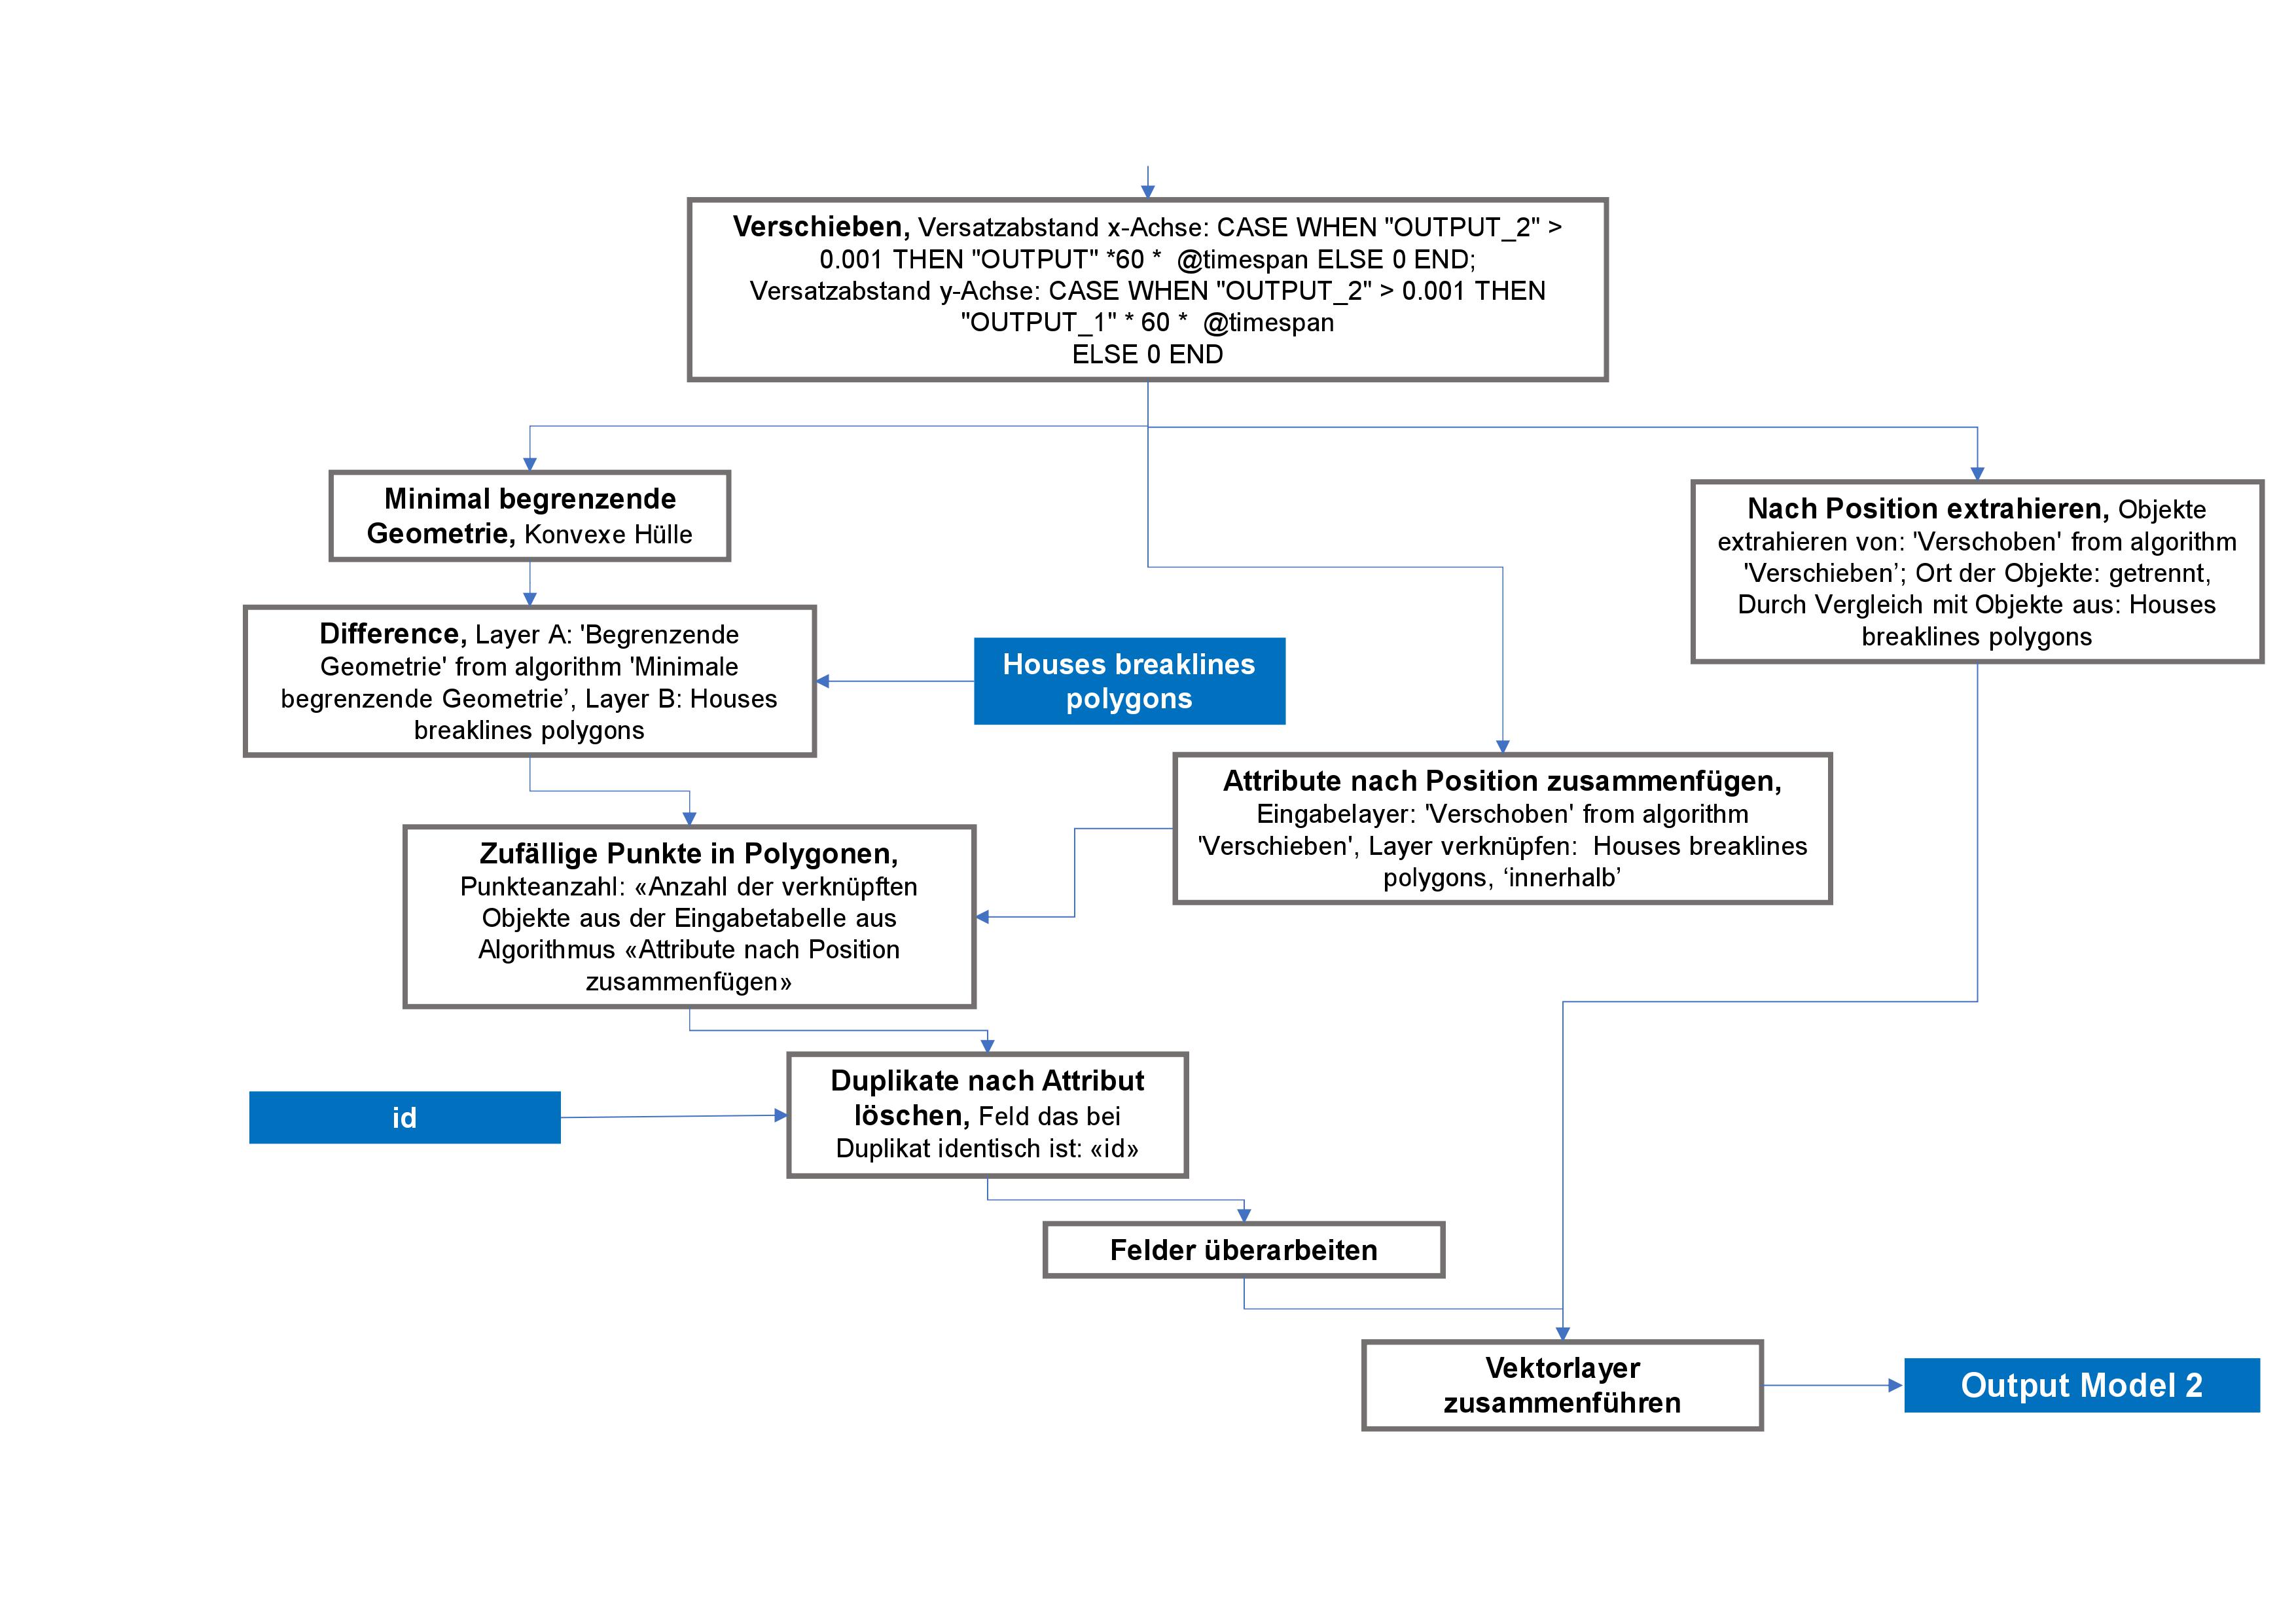 Verschieben, Versatzabstand x-Achse: CASE WHEN "OUTPUT_2" >
0.001 THEN "OUTPUT" *60 * @timespan ELSE 0 END;
Versatzabstand y-Achse: CASE WHEN "OUTPUT_2" > 0.001 THEN
"OUTPUT_1" * 60 * @timespan
ELSE 0 END
Minimal begrenzende
Geometrie, Konvexe Hülle
Nach Position extrahieren, Objekte
extrahieren von: 'Verschoben' from algorithm
'Verschieben’; Ort der Objekte: getrennt,
Durch Vergleich mit Objekte aus: Houses
breaklines polygons
Difference, Layer A: 'Begrenzende
Geometrie' from algorithm 'Minimale
begrenzende Geometrie’, Layer B: Houses
breaklines polygons
Houses breaklines
polygons
Attribute nach Position zusammenfügen,
Eingabelayer: 'Verschoben' from algorithm
'Verschieben', Layer verknüpfen: Houses breaklines
polygons, ‘innerhalb’
Zufällige Punkte in Polygonen,
Punkteanzahl: «Anzahl der verknüpften
Objekte aus der Eingabetabelle aus
Algorithmus «Attribute nach Position
zusammenfügen»
Duplikate nach Attribut
löschen, Feld das bei
Duplikat identisch ist: «id»
id
Felder überarbeiten
Vektorlayer
zusammenführen
Output Model 2